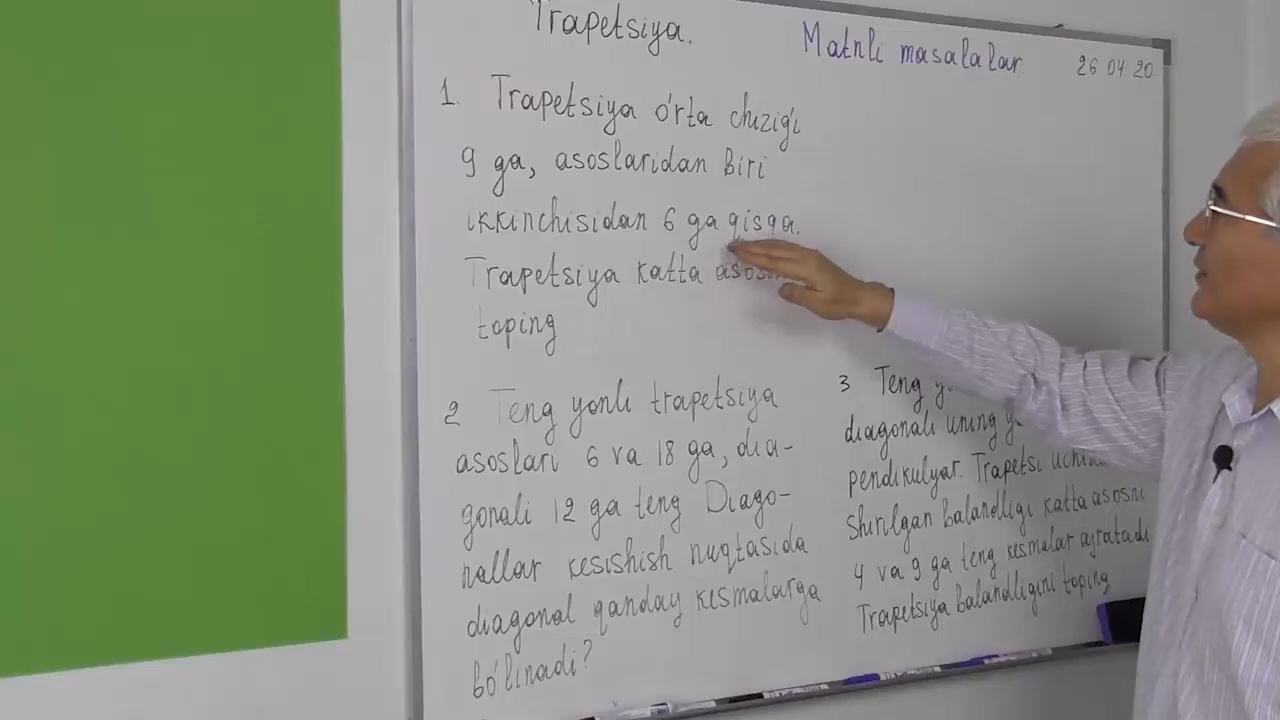 Trapetsiya.
Matnli masalalar
26 04 20
1. Trapetsiya o'rta chizig'i
9 ga, asoslaridan Biri
ikkinchisidan 6 ga qisqa.
Trapetsiya katta
toping
2 Teng yonli trapetsiya
asoslari 6 va 18 ga, dia-
gonali 12 ga teng Diago-
nallar kesishish nuqtasida
diagonal qanday kesmalarga
bo'linadi?
3 Teng
diagonali uning
pendikulyar. Trapetsi
shirilgan balandligi katta asosni
4 va 9 ga teng kesmalar ajratadi
Trapetsiya balandligini toping